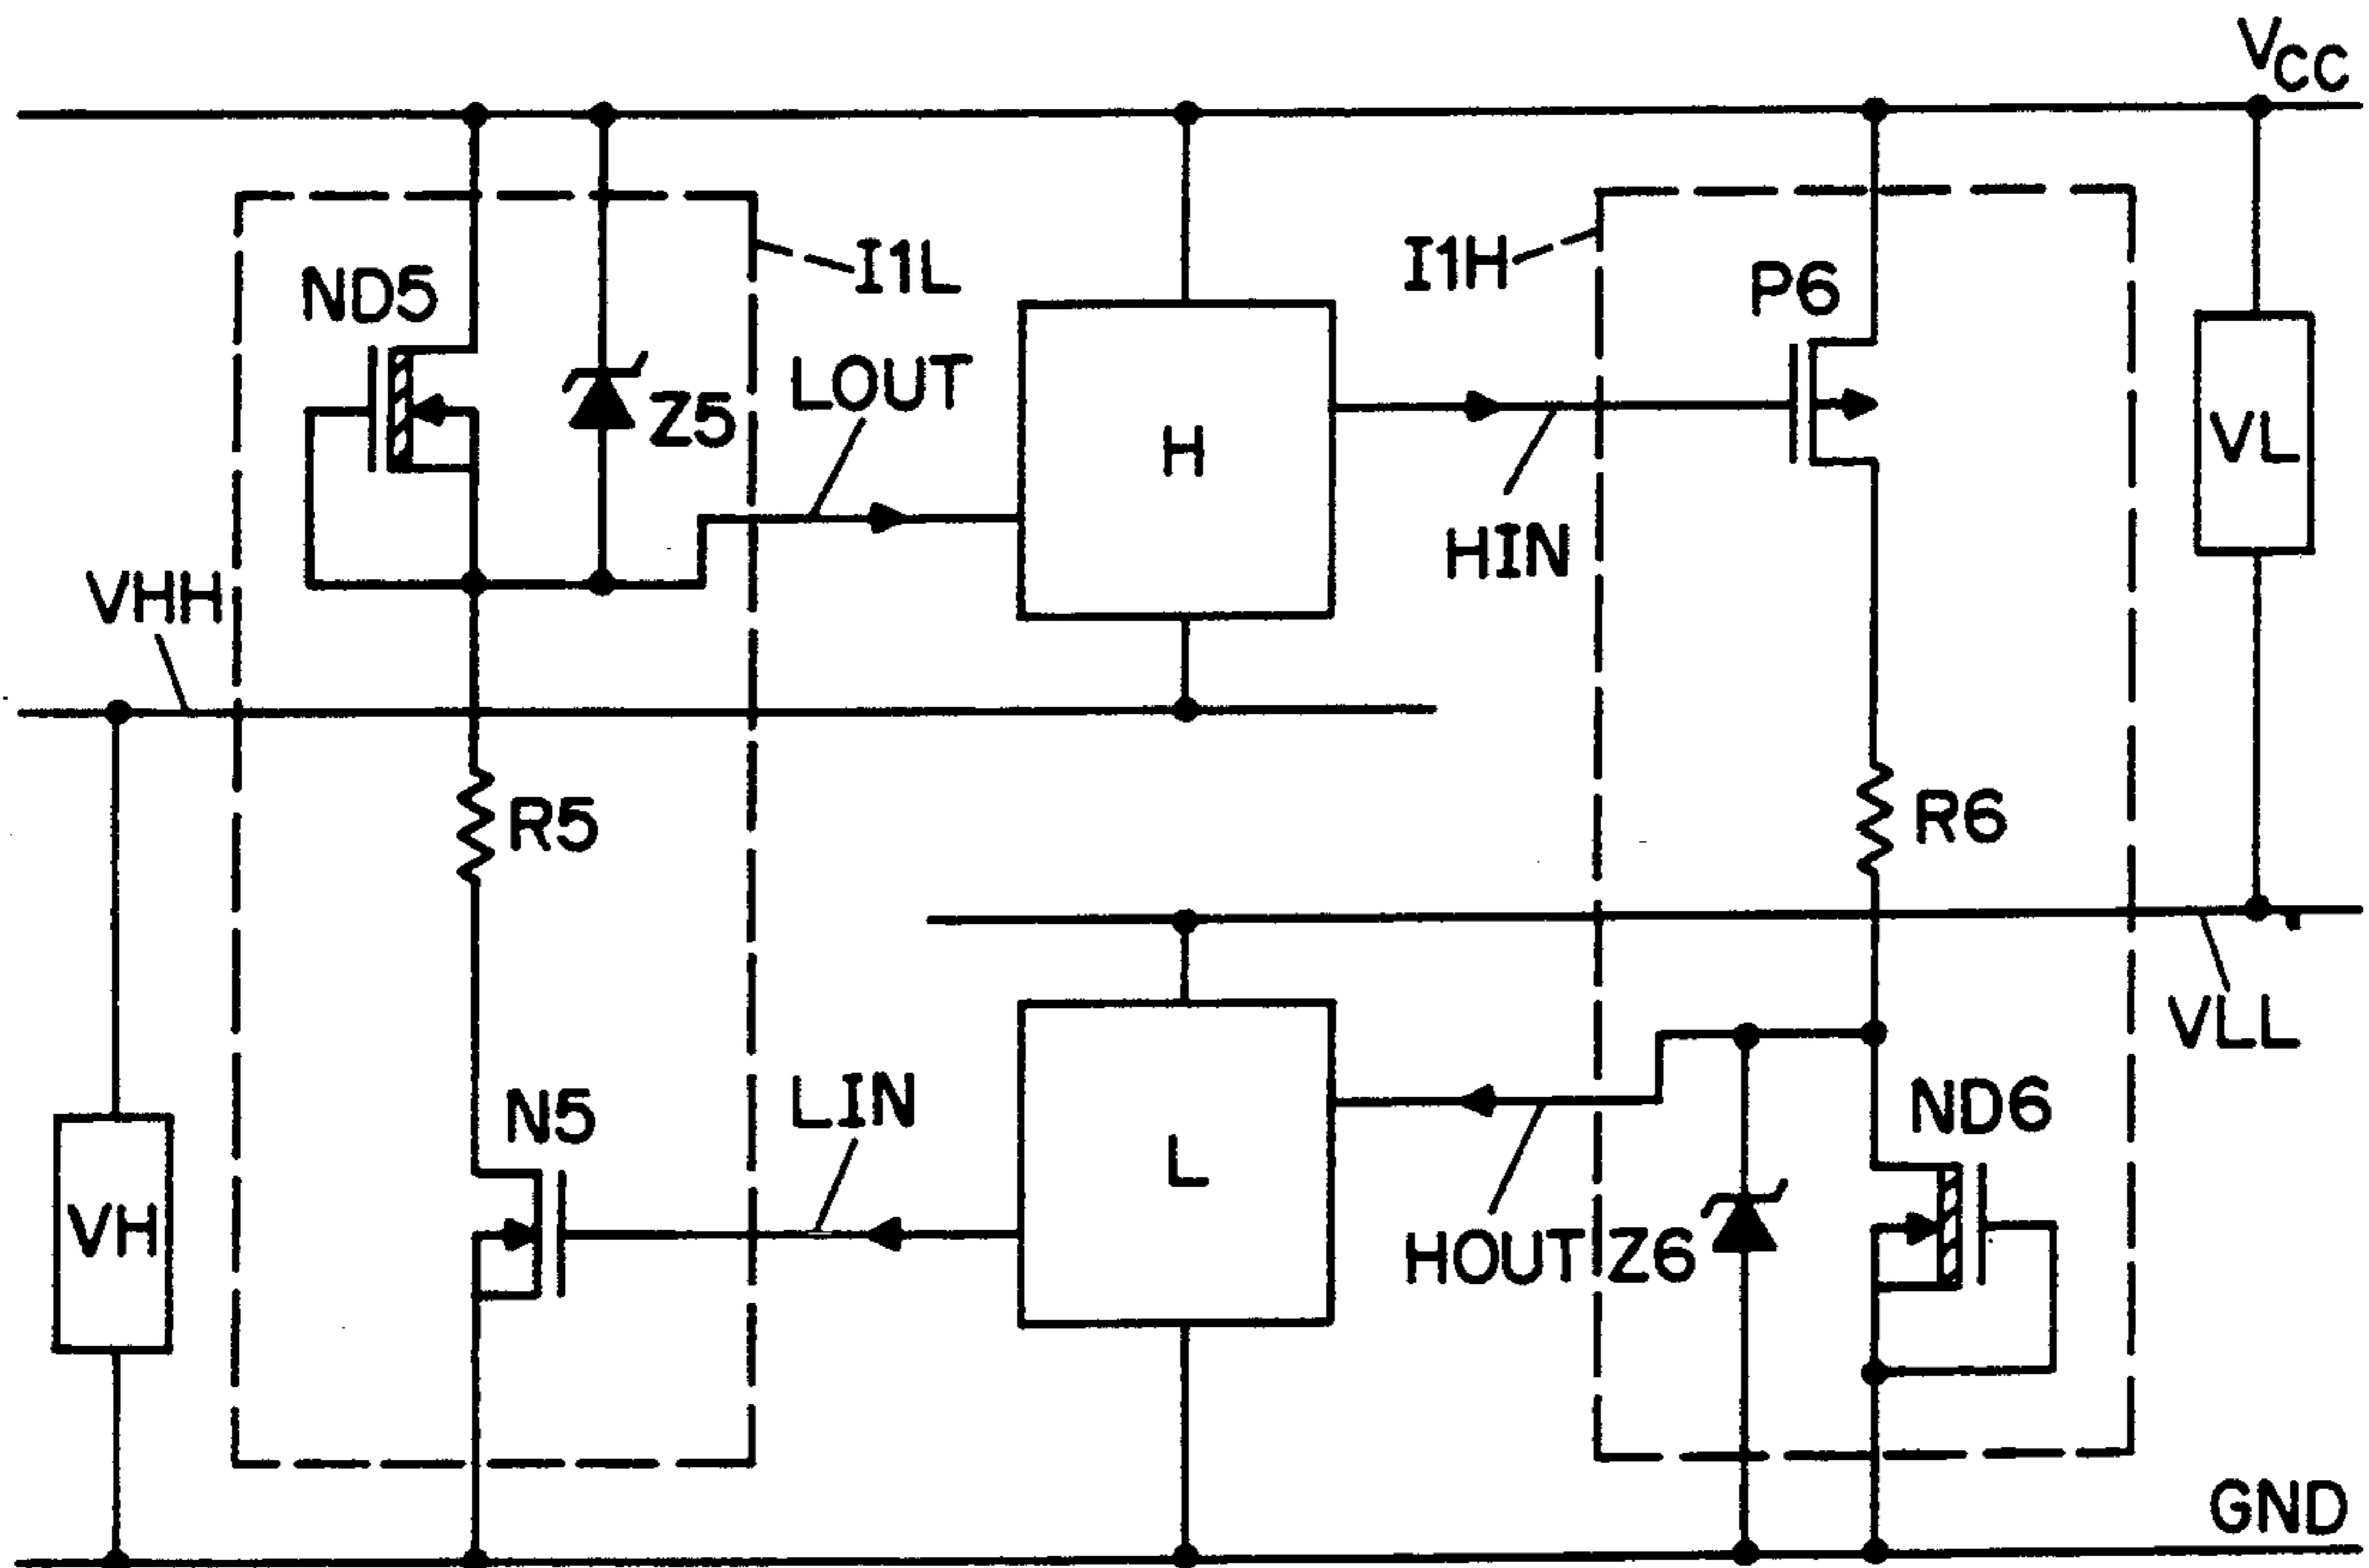 VCC
ND5
I1L
I1H
P6
Z5
LOUT
H
VL
HIN
VHH
R5
R6
VLL
N5
LIN
ND6
L
VH
HOUT
Z6
GND